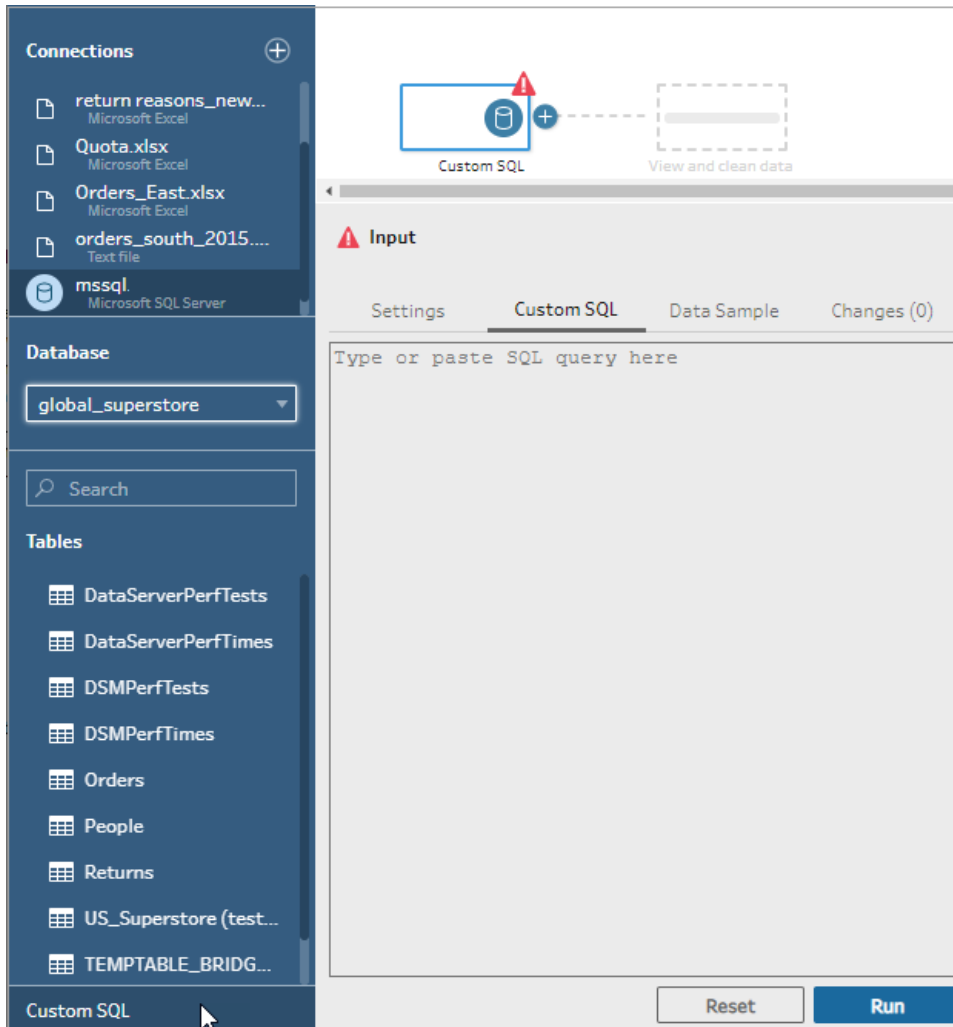 Connections
return reasons_new...
Microsoft Excel
Quota.xlsx
Microsoft Excel
Orders_East.xlsx
Microsoft Excel
orders_south_2015....
Text file
mssql.
Microsoft SQL Server
Database
global_superstore
Search
Tables
DataServerPerfTests
DataServerPerfTimes
DSMPerfTests
DSMPerfTimes
Orders
People
Returns
US_Superstore (test...
TEMPTABLE_BRIDG...
Custom SQL
Custom SQL
View and clean data
Input
Settings Custom SQL Data Sample Changes (0)
Type or paste SQL query here
Reset Run